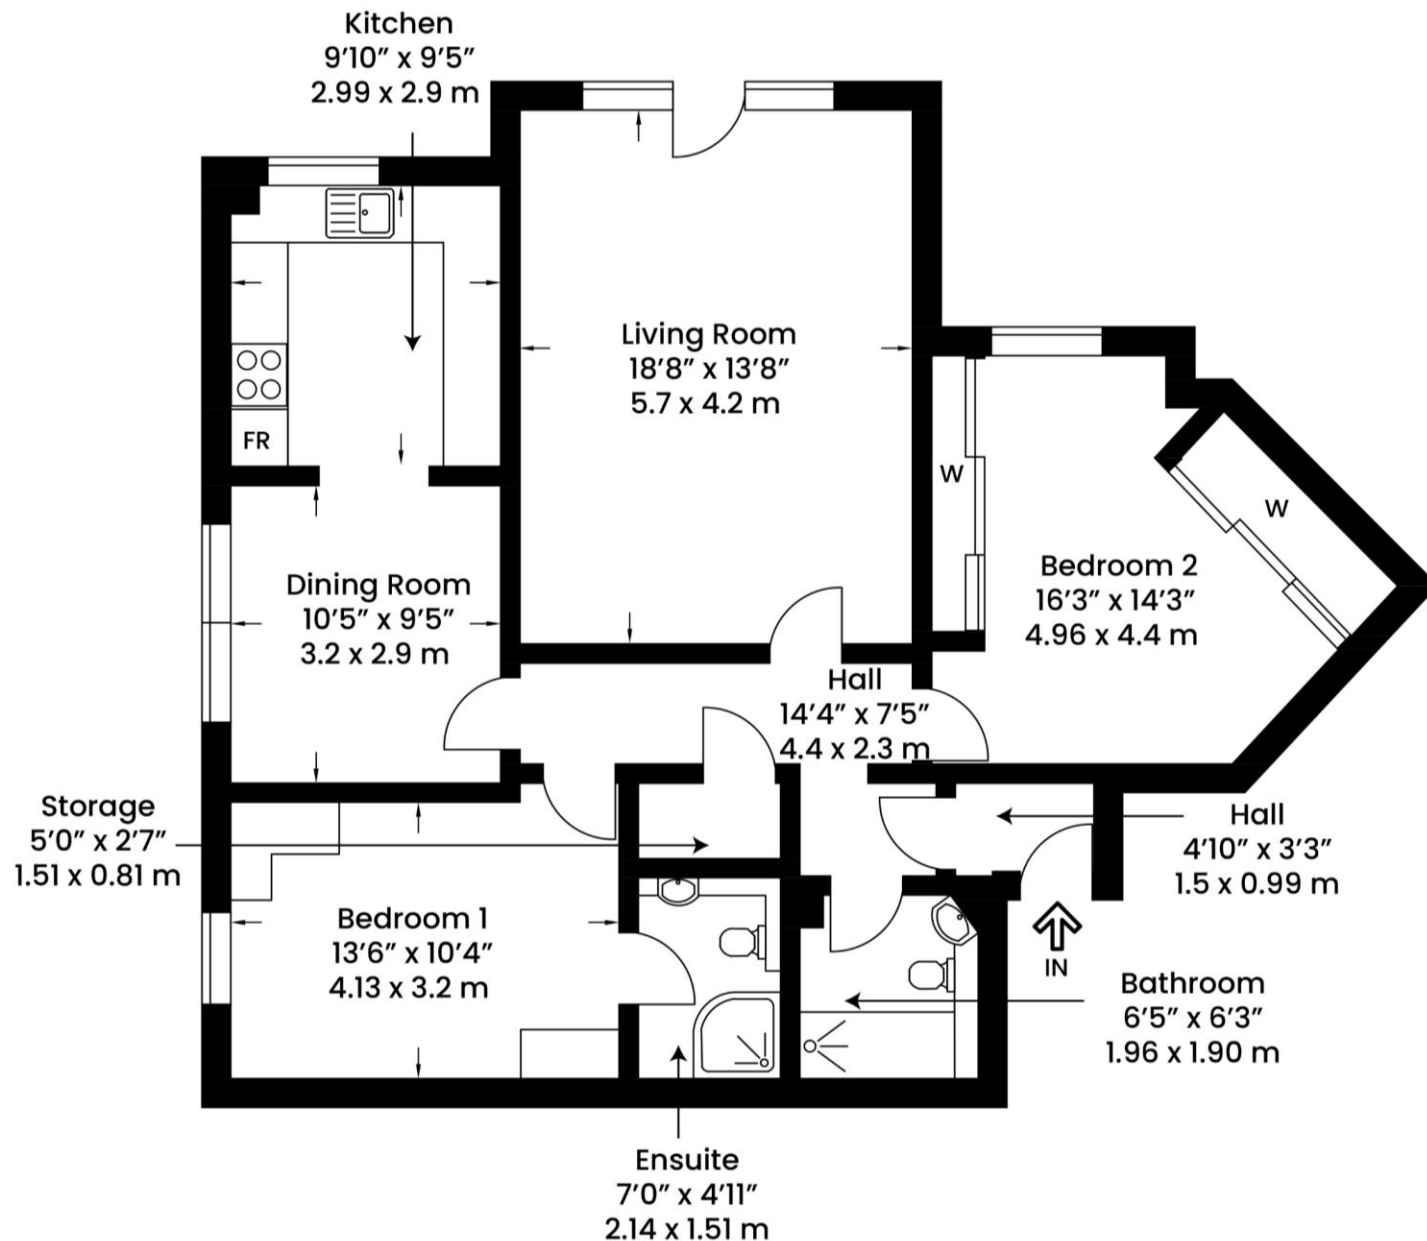 Kitchen
9’10” x 9’5”
2.99 x 2.9 m
Living Room
18’8” x 13’8”
5.7 x 4.2 m
FR
W
W
Bedroom 2
16’3” x 14’3”
4.96 x 4.4 m
Dining Room
10’5” x 9’5”
3.2 x 2.9 m
Hall
14’4” x 7’5”
4.4 x 2.3 m
Storage
5’0” x 2’7”
1.51 x 0.81 m
Hall
4’10” x 3’3”
1.5 x 0.99 m
Bedroom 1
13’6” x 10’4”
4.13 x 3.2 m
IN
Bathroom
6’5” x 6’3”
1.96 x 1.90 m
Ensuite
7’0” x 4’11”
2.14 x 1.51 m